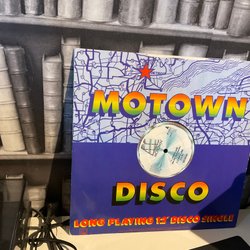 MOTOWN
DISCO
LONG PLAYING 12" DISCO SINGLE